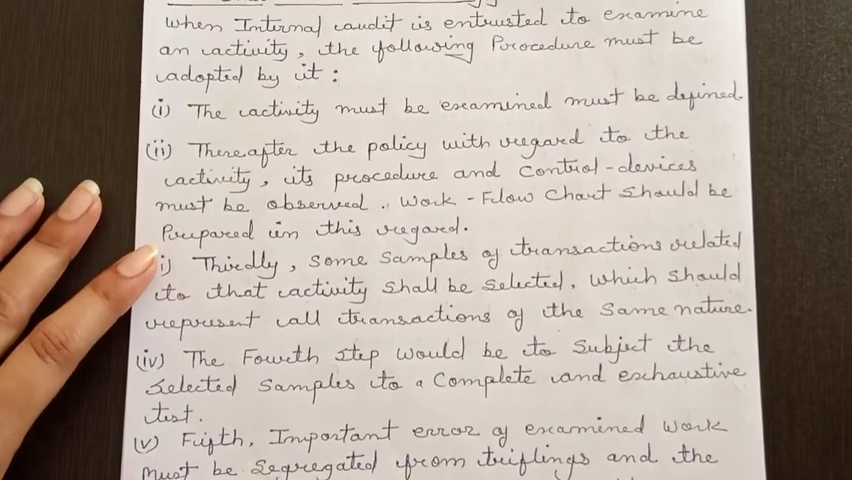 When Internal audit is entrusted to examine
an activity, the following Procedure must be
adopted by it :
(i) The activity must be examined must be defined.
(ii) Thereafter the policy with regard to the
activity, its procedure and Control-devices
must be observed. Work-Flow Chart should be
Prepared in this regard.
i) Thirdly, some samples of transactions related
to that activity shall be selected, which should
represent all transactions of the same nature.
(iv) The Fourth step would be to Subject the
selected samples to a Complete and exhaustive
test.
(v) Fifth, Important error of examined work
Must be Segregated from triflings and the